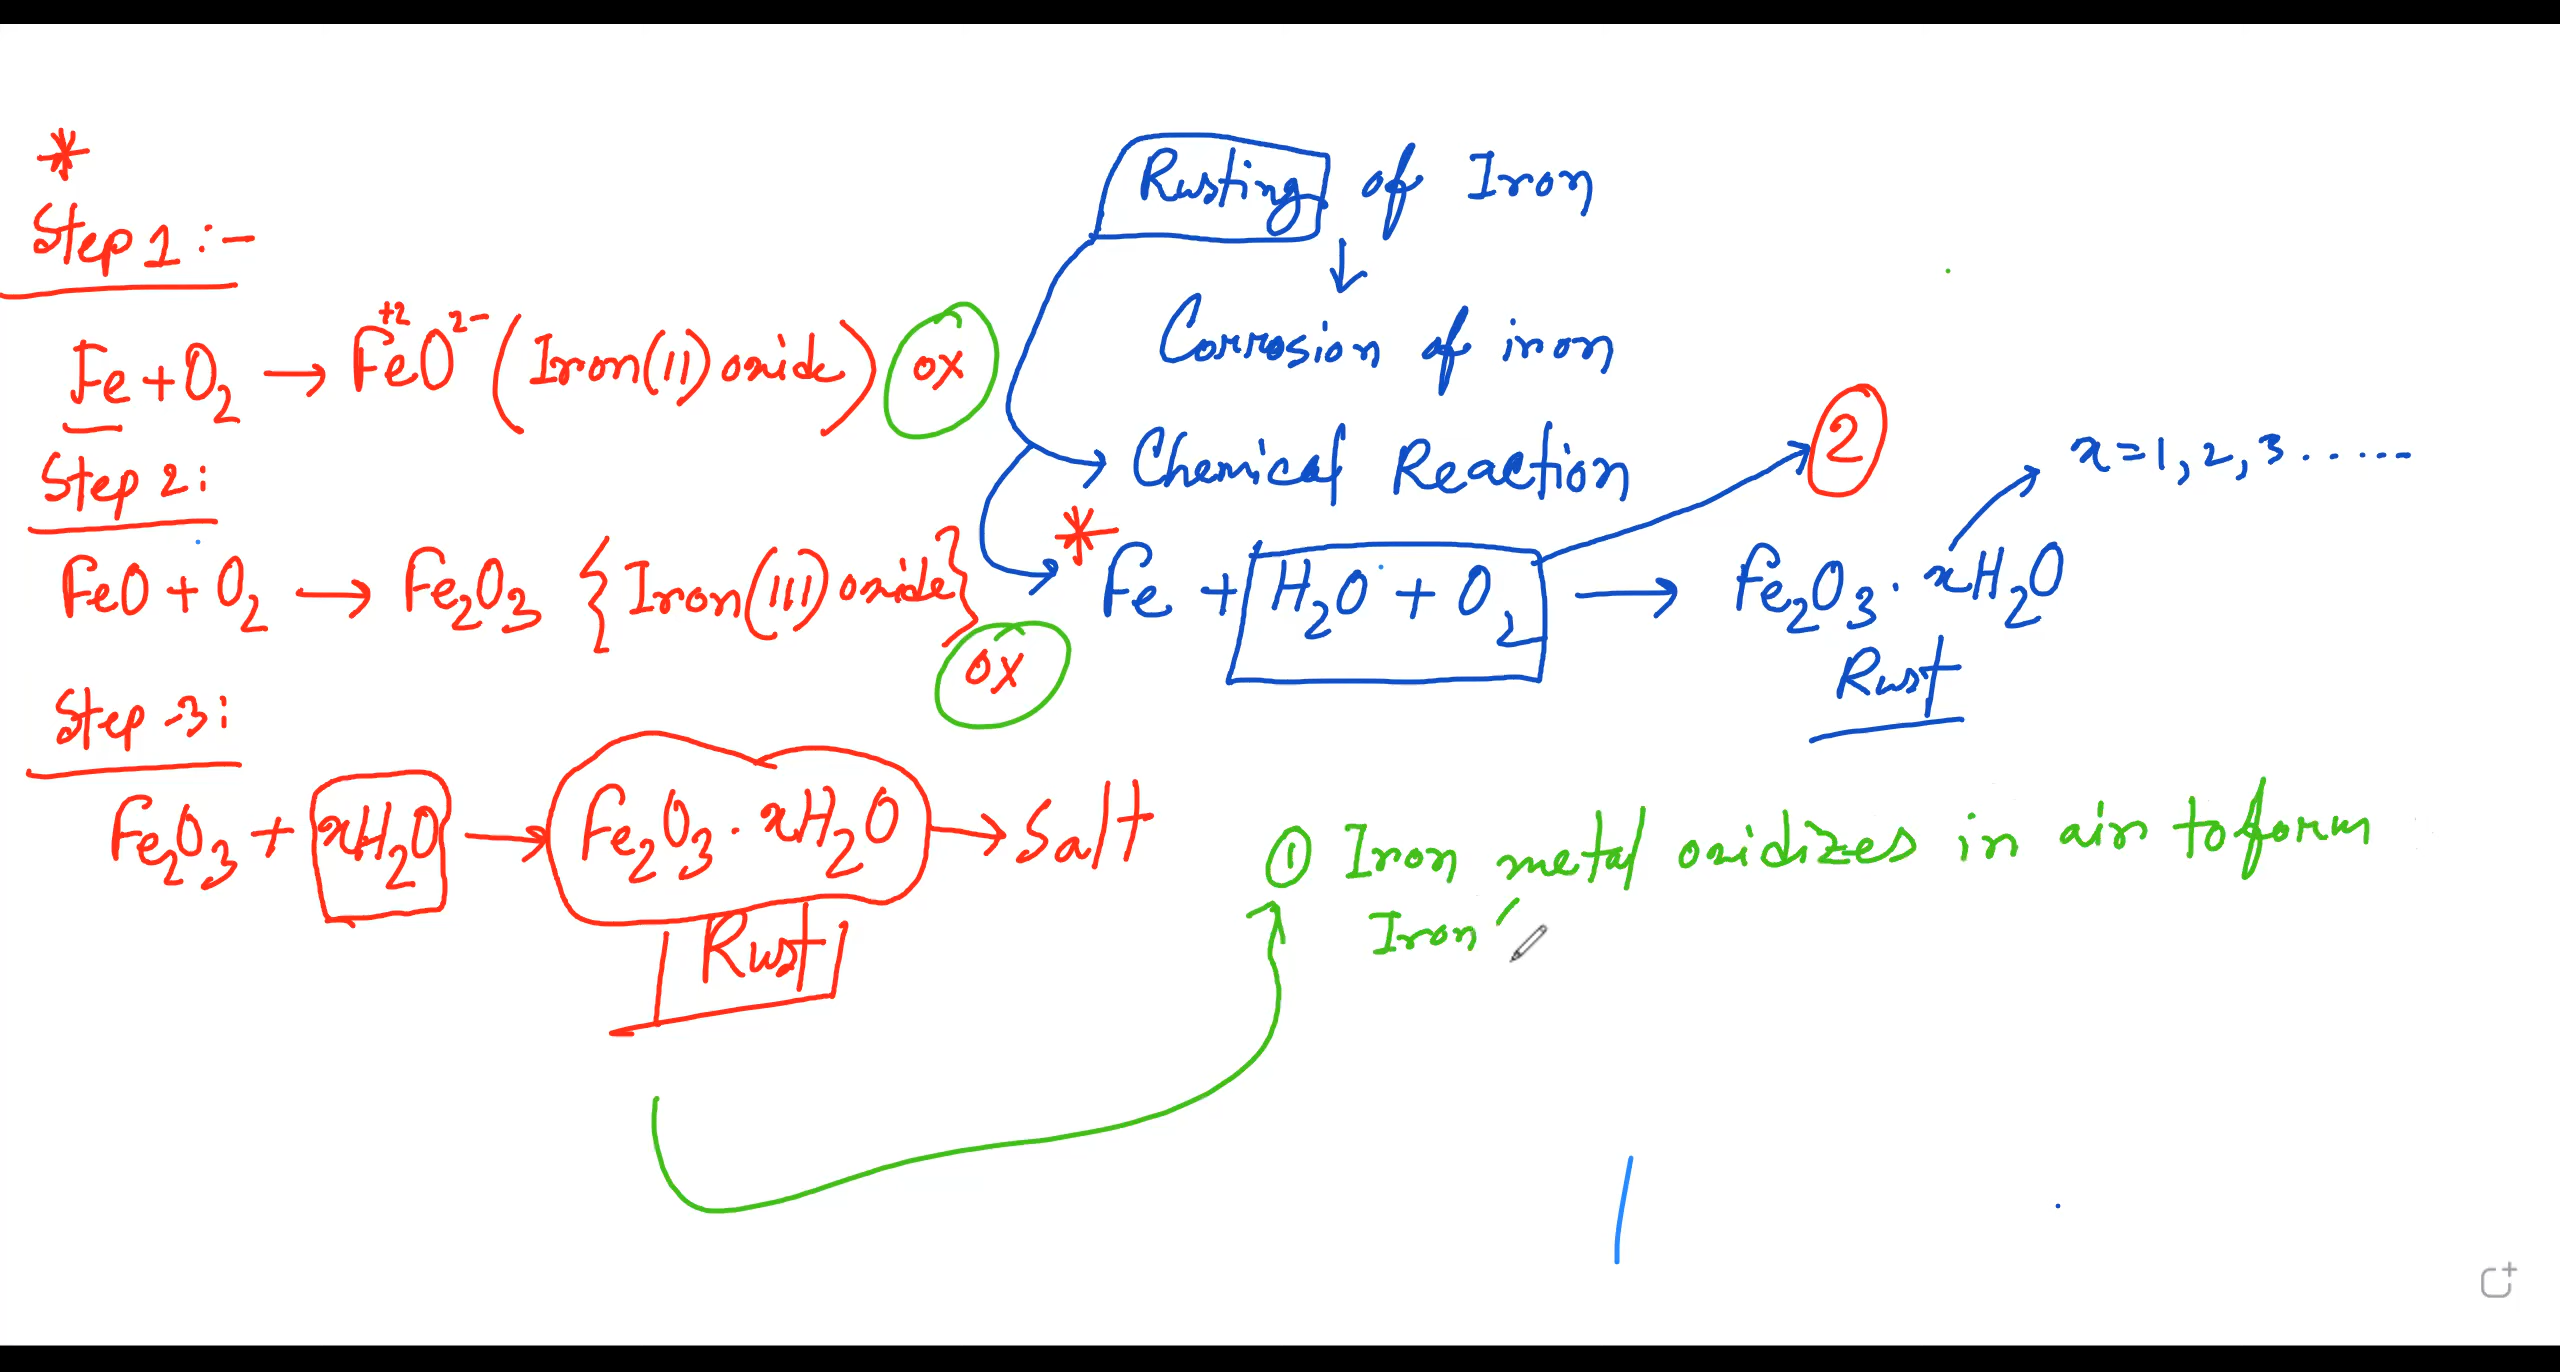 *
Step 1 :-
Fe + O2 → Fe+2O2- (Iron(II) oxide) ox
Step 2:
FeO + O2 → Fe2O3 {Iron(III) oxide}
ox
Step -3:
Fe2O3 + xH2O → Fe2O3 . xH2O → Salt
Rust
Rusting of Iron
↓
Corrosion of iron
Chemical Reaction
2
x = 1, 2, 3 ......
* Fe + H2O + O2 → Fe2O3 . xH2O
Rust
① Iron metal oxidizes in air to form
Iron